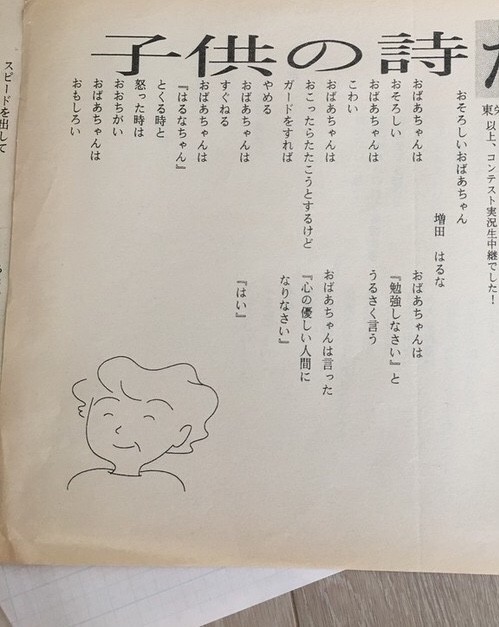 子供の詩
東
以上、コンテスト実況生中継でした！
おそろしいおばあちゃん
増田 はるな
おばあちゃんは
おそろしい
おばあちゃんは
こわい
おばあちゃんは
おこったらたたこうとするけど
ガードをすれば
やめる
おばあちゃんは
すぐねる
おばあちゃんは
『はるなちゃん』
とくる時と
怒った時は
おおちがい
おばあちゃんは
おもしろい
おばあちゃんは
『勉強しなさい』と
うるさく言う
おばあちゃんは言った
『心の優しい人間に
なりなさい』
『はい』
スピードを出して